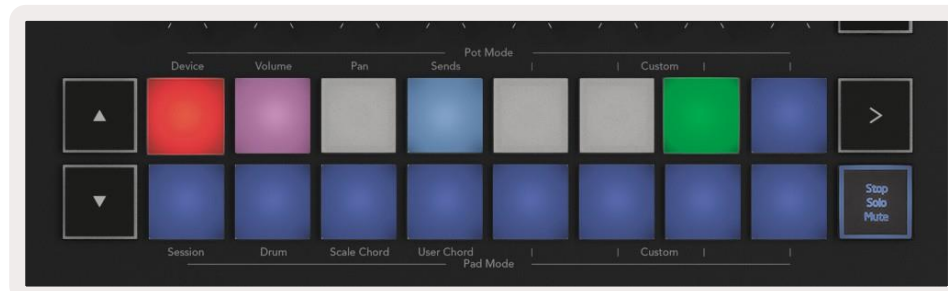 Pot Mode
Device Volume Pan Sends Custom
>
Stop
Solo
Mute
Session Drum Scale Chord User Chord Custom
Pad Mode